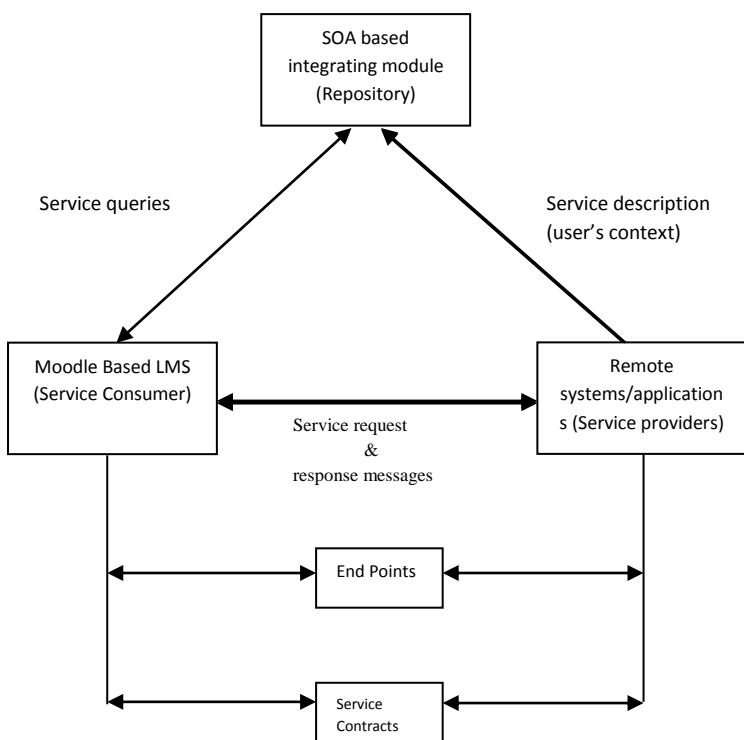 SOA based
integrating module
(Repository)
Service queries
Service description
(user's context)
Moodle Based LMS
(Service Consumer)
Remote
systems/application
s (Service providers)
Service request
&
response messages
End Points
Service
Contracts